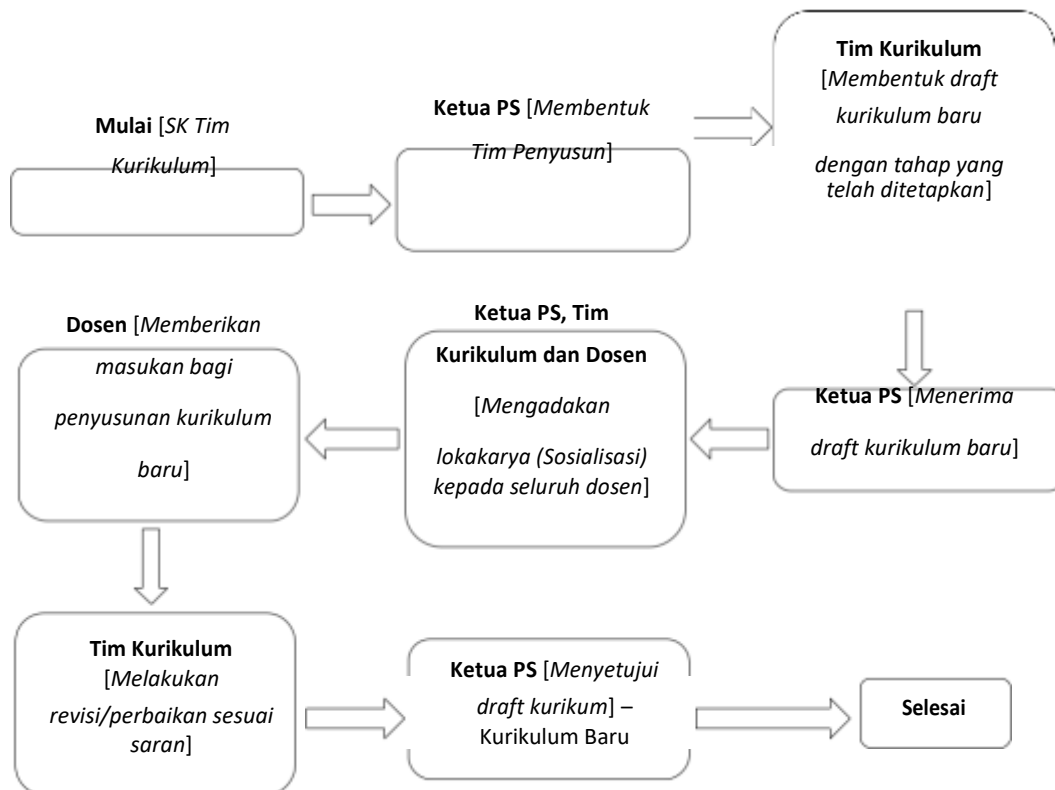 Mulai [SK Tim
Kurikulum]
Ketua PS [Membentuk
Tim Penyusun]
Tim Kurikulum
[Membentuk draft
kurikulum baru
dengan tahap yang
telah ditetapkan]
Ketua PS [Menerima
draft kurikulum baru]
Ketua PS, Tim
Kurikulum dan Dosen
[Mengadakan
lokakarya (Sosialisasi)
kepada seluruh dosen]
Dosen [Memberikan
masukan bagi
penyusunan kurikulum
baru]
Tim Kurikulum
[Melakukan
revisi/perbaikan sesuai
saran]
Ketua PS [Menyetujui
draft kurikum] –
Kurikulum Baru
Selesai